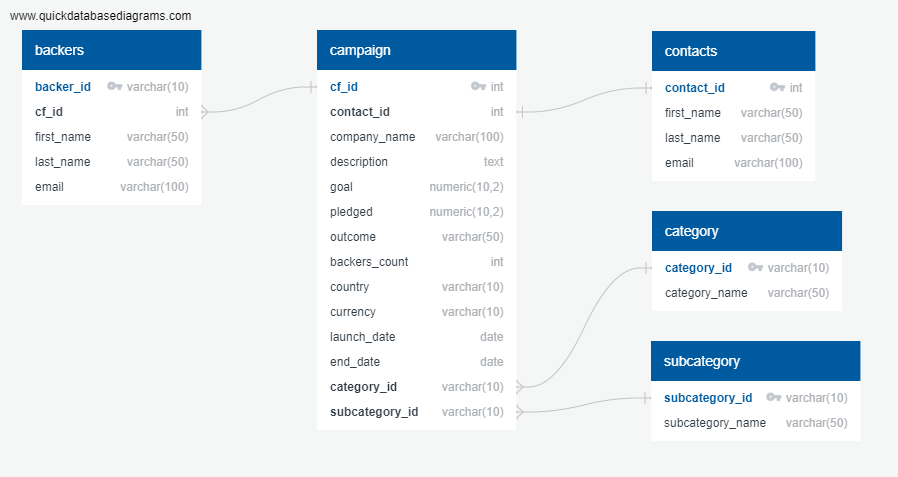 www.quickdatabasediagrams.com
backers
backer_id varchar(10)
cf_id int
first_name varchar(50)
last_name varchar(50)
email varchar(100)
campaign
cf_id int
contact_id int
company_name varchar(100)
description text
goal numeric(10,2)
pledged numeric(10,2)
outcome varchar(50)
backers_count int
country varchar(10)
currency varchar(10)
launch_date date
end_date date
category_id varchar(10)
subcategory_id varchar(10)
contacts
contact_id int
first_name varchar(50)
last_name varchar(50)
email varchar(100)
category
category_id varchar(10)
category_name varchar(50)
subcategory
subcategory_id varchar(10)
subcategory_name varchar(50)